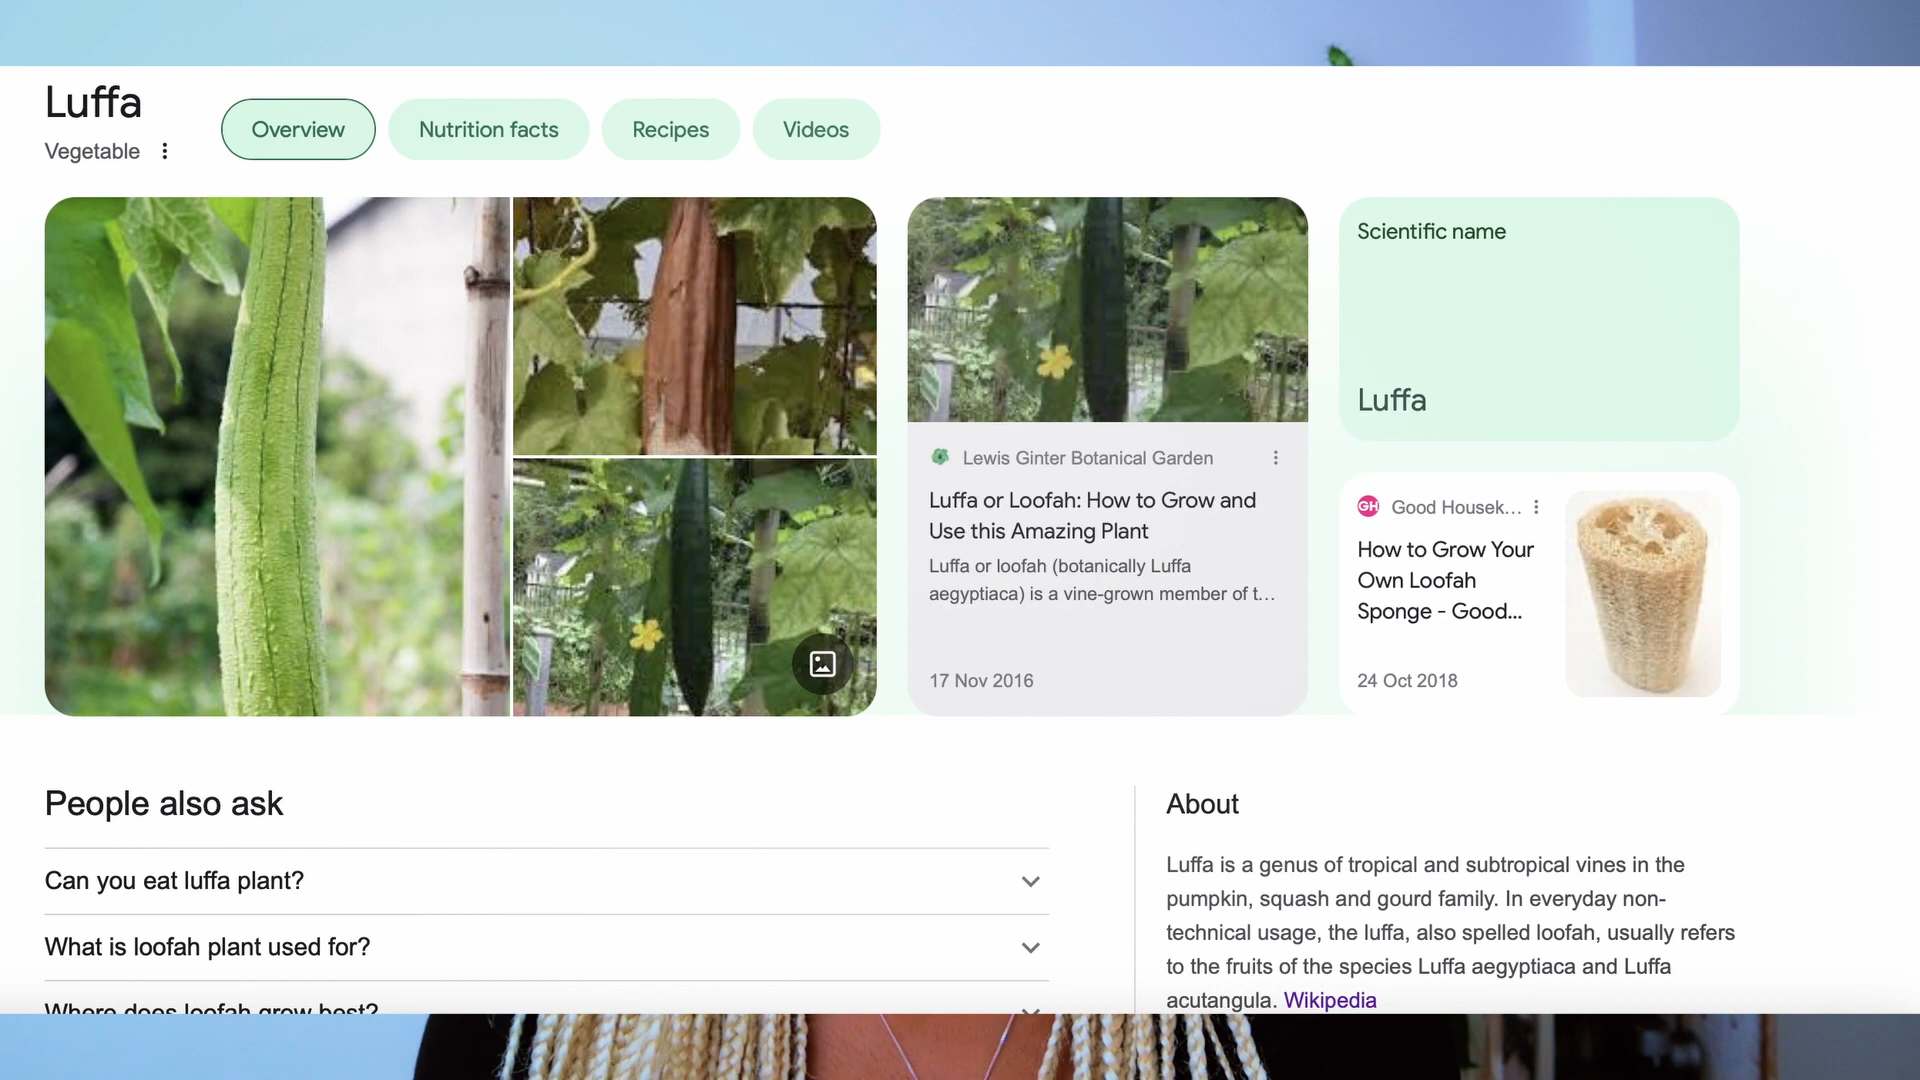 Luffa
Vegetable
Overview
Nutrition facts
Recipes
Videos
Lewis Ginter Botanical Garden
Luffa or Loofah: How to Grow and
Use this Amazing Plant
Luffa or loofah (botanically Luffa
aegyptiaca) is a vine-grown member of t...
17 Nov 2016
Scientific name
Luffa
GH Good Housek...
How to Grow Your
Own Loofah
Sponge - Good...
24 Oct 2018
People also ask
Can you eat luffa plant?
What is loofah plant used for?
Where does loofah grow best?
About
Luffa is a genus of tropical and subtropical vines in the
pumpkin, squash and gourd family. In everyday non-
technical usage, the luffa, also spelled loofah, usually refers
to the fruits of the species Luffa aegyptiaca and Luffa
acutangula. Wikipedia